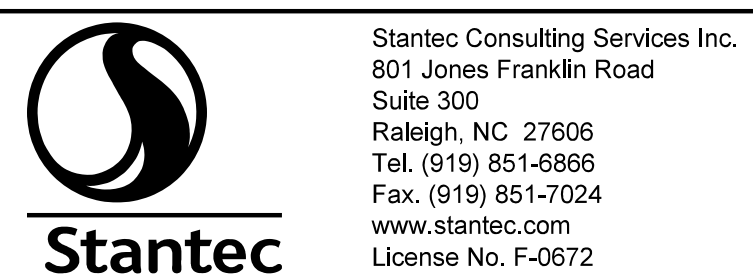 Stantec
Stantec Consulting Services Inc.
801 Jones Franklin Road
Suite 300
Raleigh, NC  27606
Tel. (919) 851-6866
Fax. (919) 851-7024
www.stantec.com
License No. F-0672